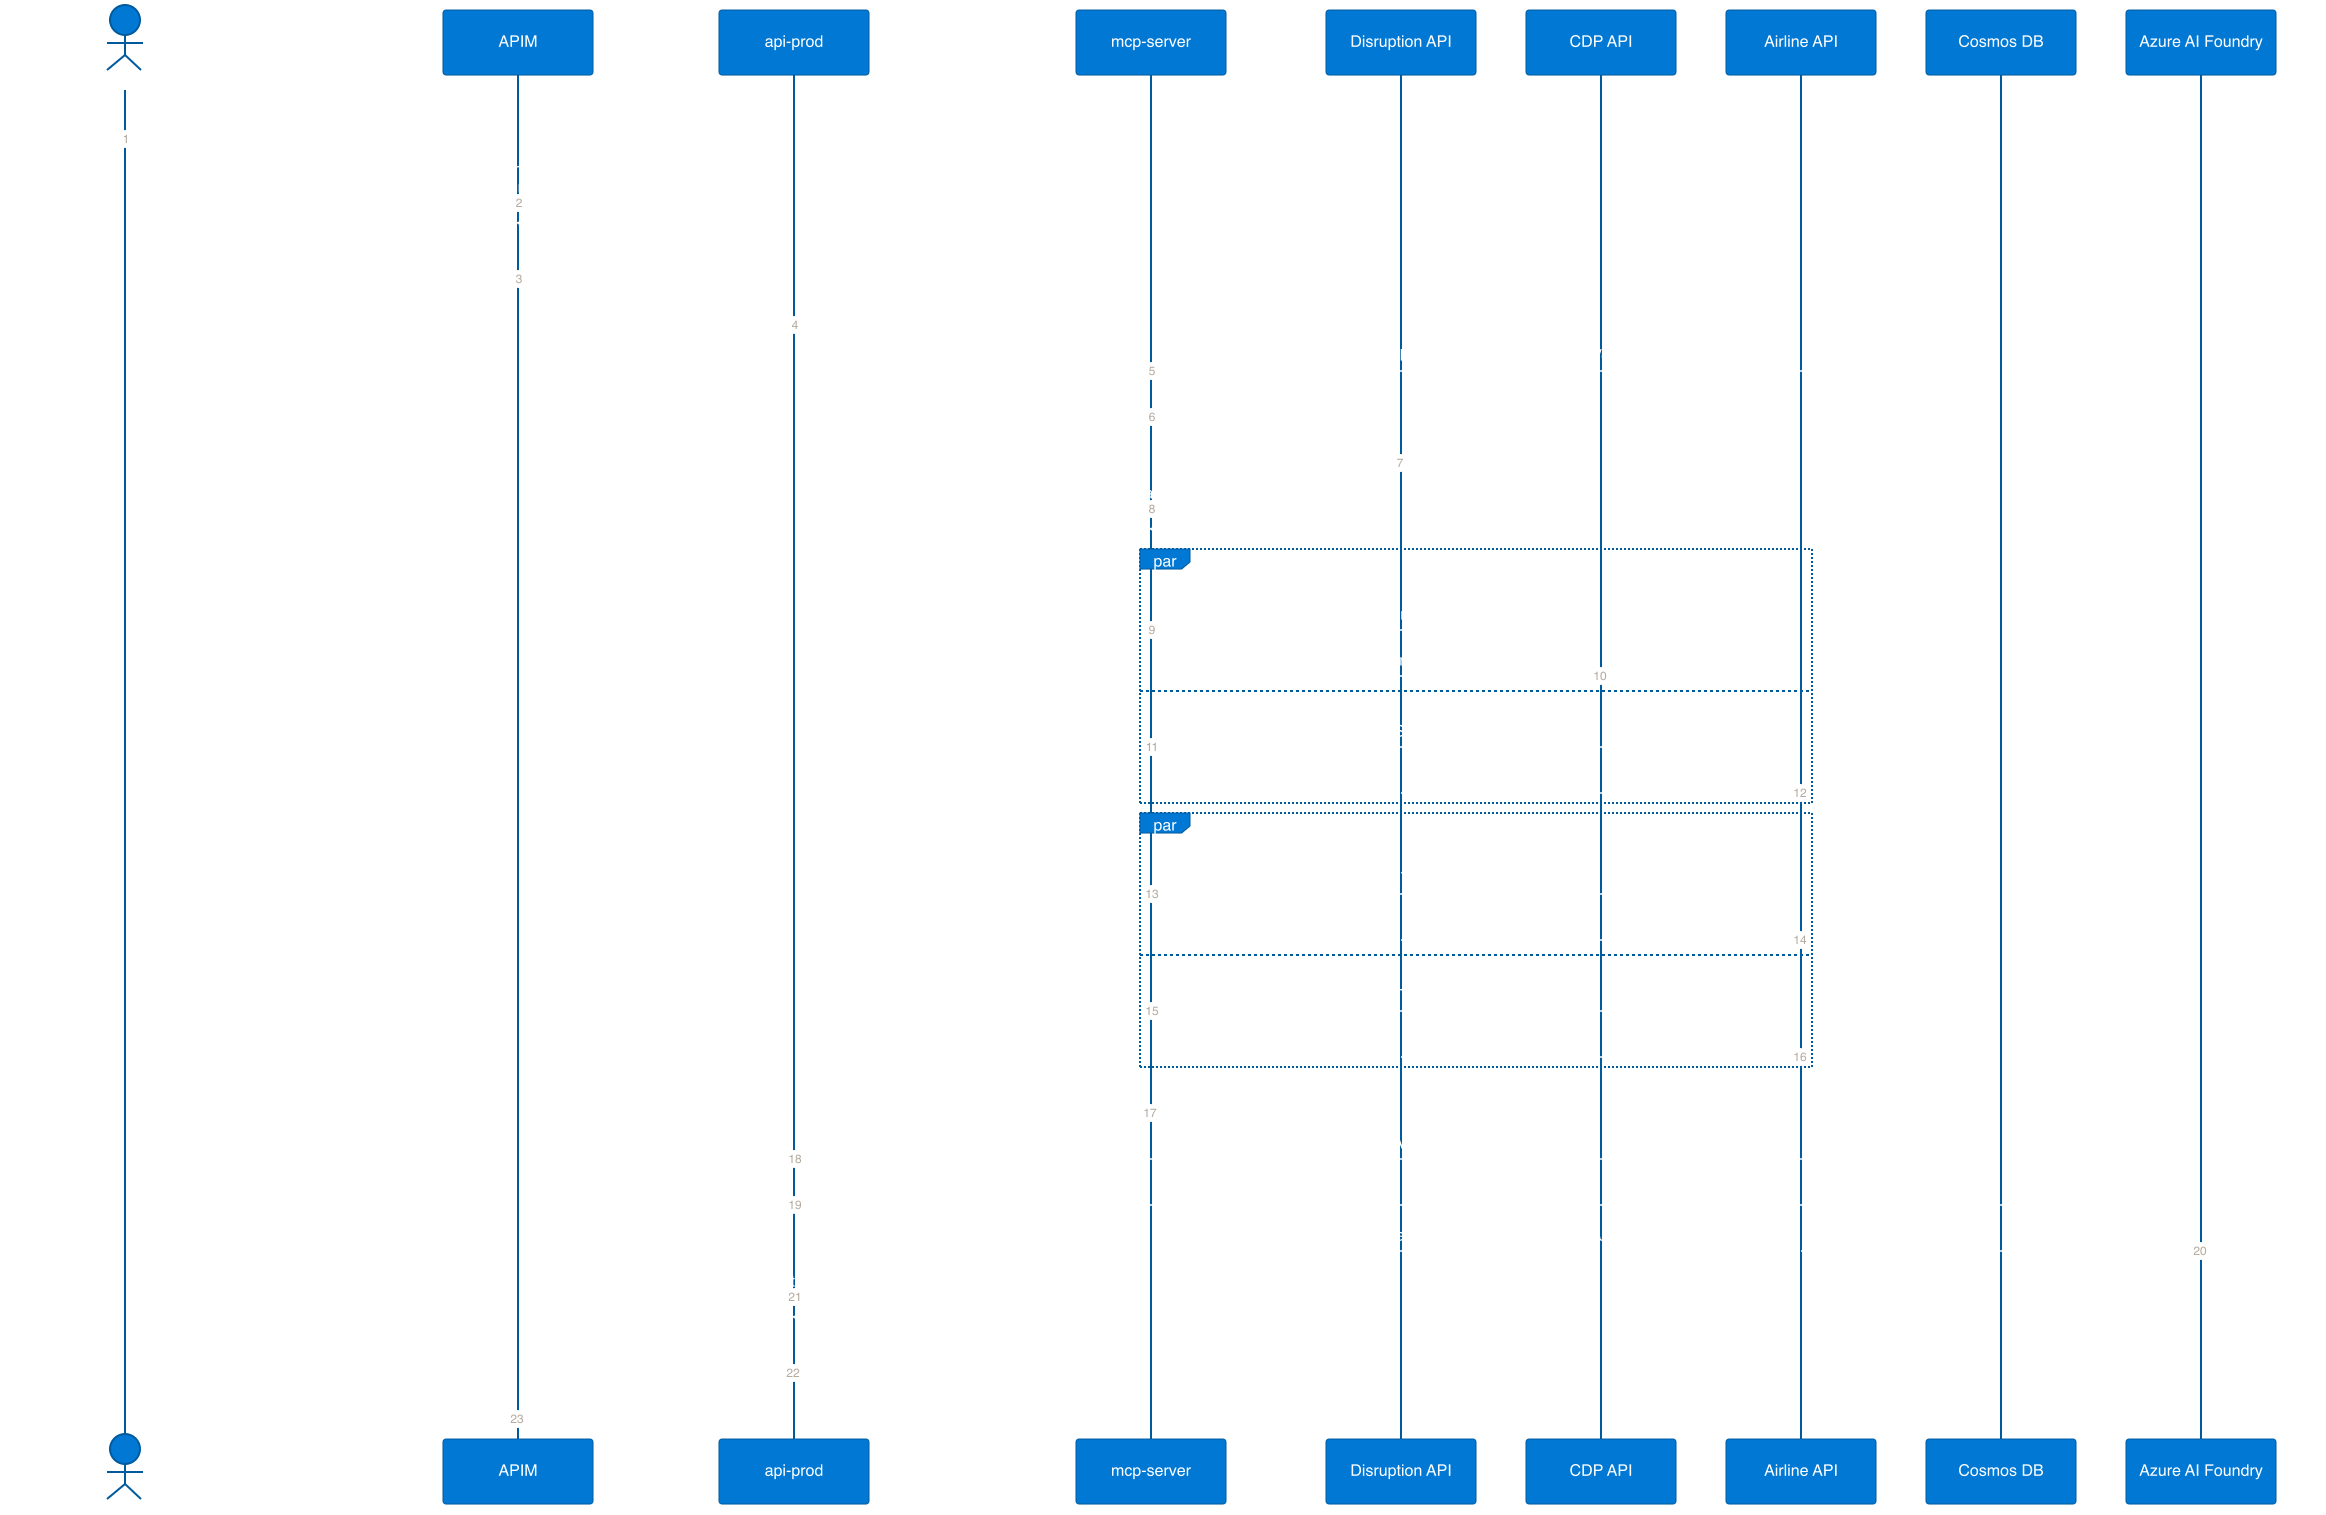 APIM
api-prod
mcp-server
Disruption API
CDP API
Airline API
Cosmos DB
Azure AI Foundry
1
2
3
4
5
6
7
8
par
9
10
11
12
par
13
14
15
16
17
18
19
20
21
22
23
APIM
api-prod
mcp-server
Disruption API
CDP API
Airline API
Cosmos DB
Azure AI Foundry